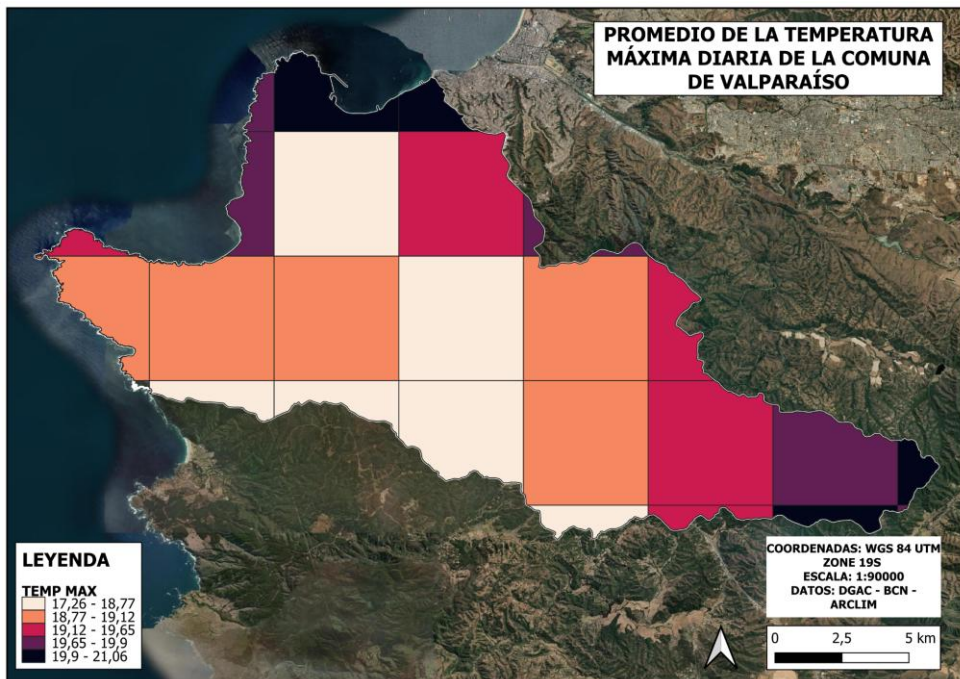 PROMEDIO DE LA TEMPERATURA
MÁXIMA DIARIA DE LA COMUNA
DE VALPARAÍSO
LEYENDA
TEMP MAX
17,26 - 18,77
18,77 - 19,12
19,12 - 19,65
19,65 - 19,9
19,9 - 21,06
COORDENADAS: WGS 84 UTM
ZONE 19S
ESCALA: 1:90000
DATOS: DGAC - BCN -
ARCLIM
0 2,5 5 km